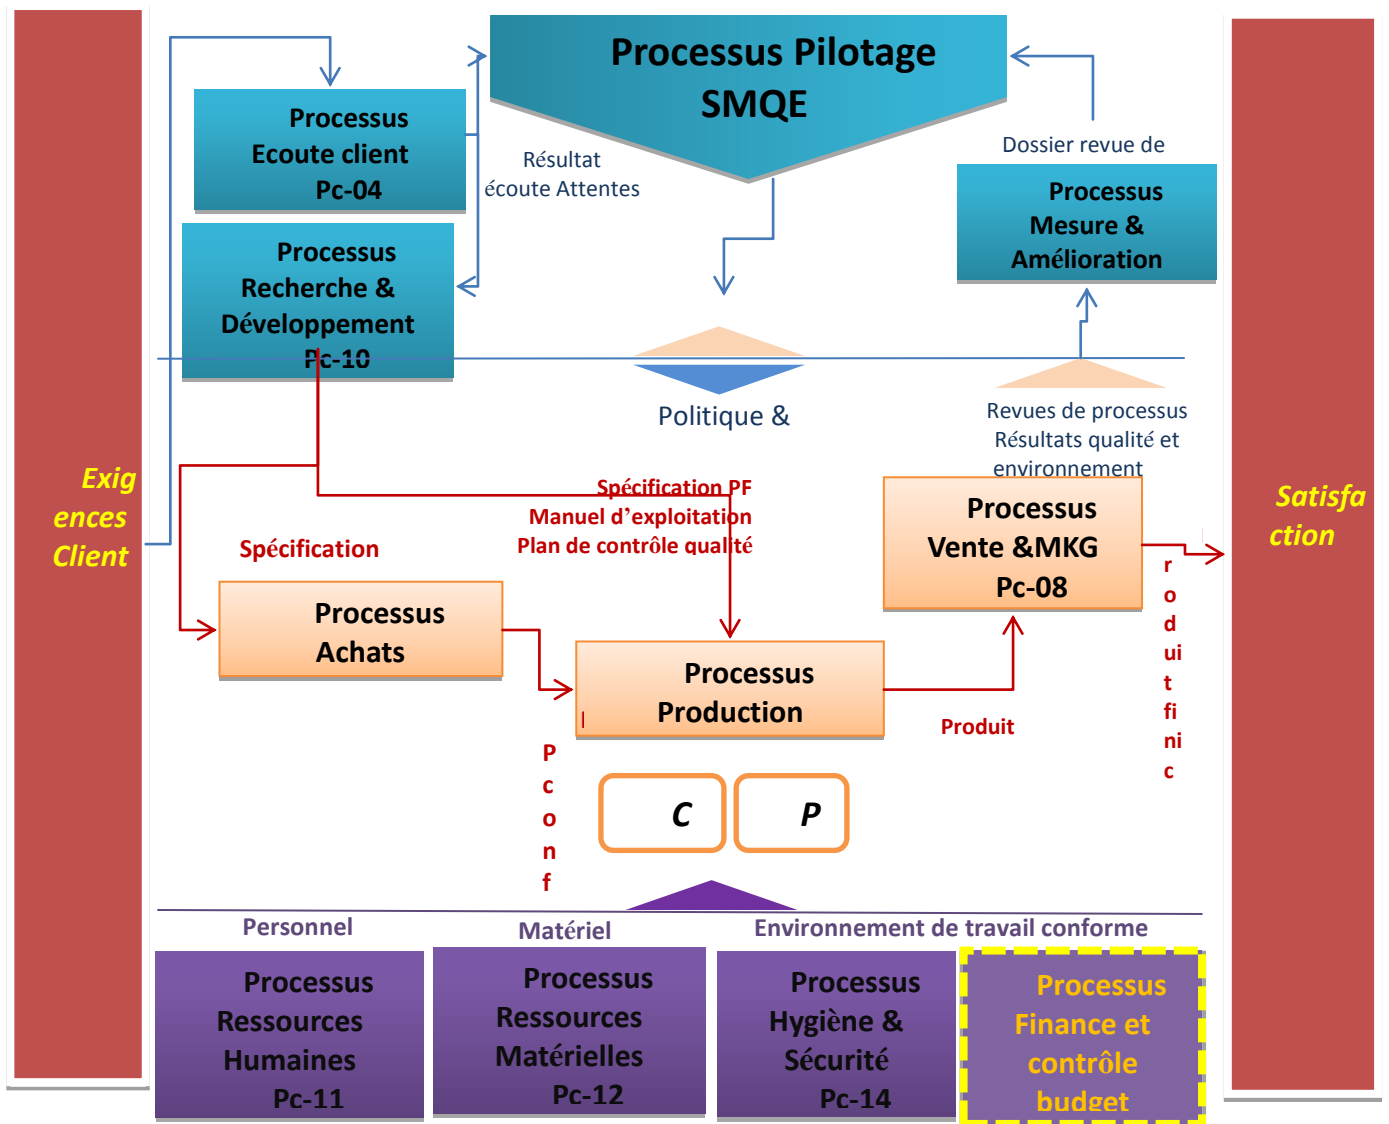 Processus Pilotage
SMQE
Processus
Ecoute client
Pc-04
Résultat
écoute Attentes
Dossier revue de
Processus
Mesure &
Amélioration
Processus
Recherche &
Développement
Pc-10
Politique &
Revues de processus
Résultats qualité et
environnement
Exig
ences
Client
Spécification PF
Manuel d'exploitation
Plan de contrôle qualité
Spécification
Processus
Vente &MKG
Pc-08
Satisfa
ction
Processus
Achats
Processus
Production
Produit
r
o
d
ui
t
fi
ni
c
P
c
o
n
f
C
P
Personnel
Matériel
Environnement de travail conforme
Processus
Ressources
Humaines
Pc-11
Processus
Ressources
Matérielles
Pc-12
Processus
Hygiène &
Sécurité
Pc-14
Processus
Finance et
contrôle
budget